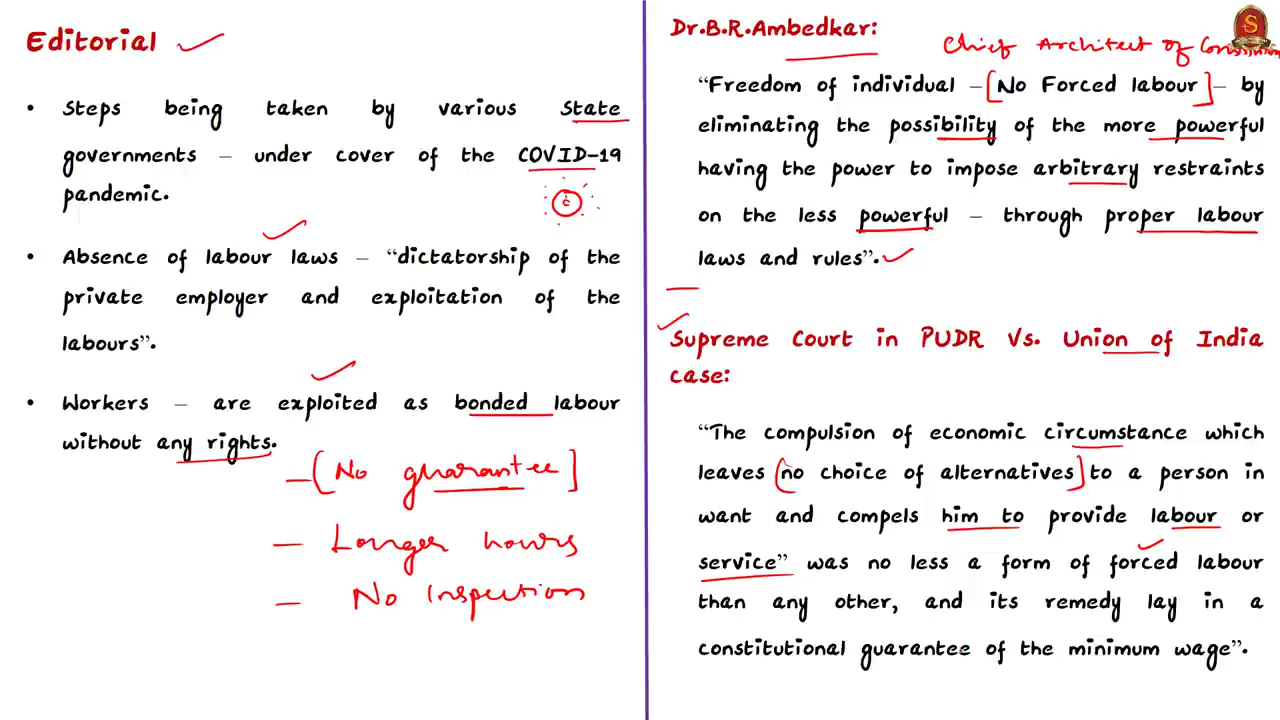 Editorial
• Steps being taken by various State
governments – under cover of the COVID-19
pandemic.
• Absence of labour laws – “dictatorship of the
private employer and exploitation of the
labours”.
• Workers – are exploited as bonded labour
without any rights.
– [No guarantee]
– Longer hours
– No Inspection
Dr.B.R.Ambedkar:
Chief Architect of Constitution
“Freedom of individual –[No Forced labour]– by
eliminating the possibility of the more powerful
having the power to impose arbitrary restraints
on the less powerful – through proper labour
laws and rules”.
Supreme Court in PUDR Vs. Union of India
case:
“The compulsion of economic circumstance which
leaves [no choice of alternatives] to a person in
want and compels him to provide labour or
service” was no less a form of forced labour
than any other, and its remedy lay in a
constitutional guarantee of the minimum wage”.
S